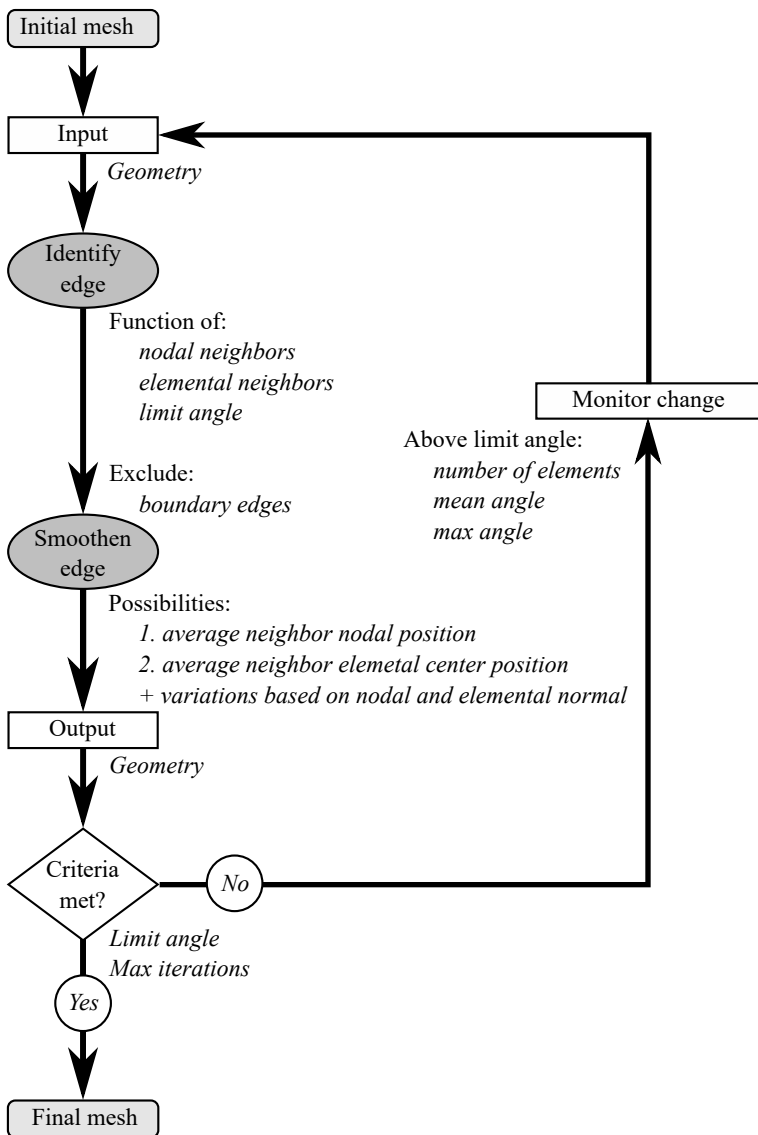 Initial mesh
Input
Geometry
Identify
edge
Function of:
nodal neighbors
elemental neighbors
limit angle
Exclude:
boundary edges
Smoothen
edge
Possibilities:
1. average neighbor nodal position
2. average neighbor elemetal center position
+ variations based on nodal and elemental normal
Output
Geometry
Criteria
met?
No
Limit angle
Max iterations
Yes
Final mesh
Monitor change
Above limit angle:
number of elements
mean angle
max angle